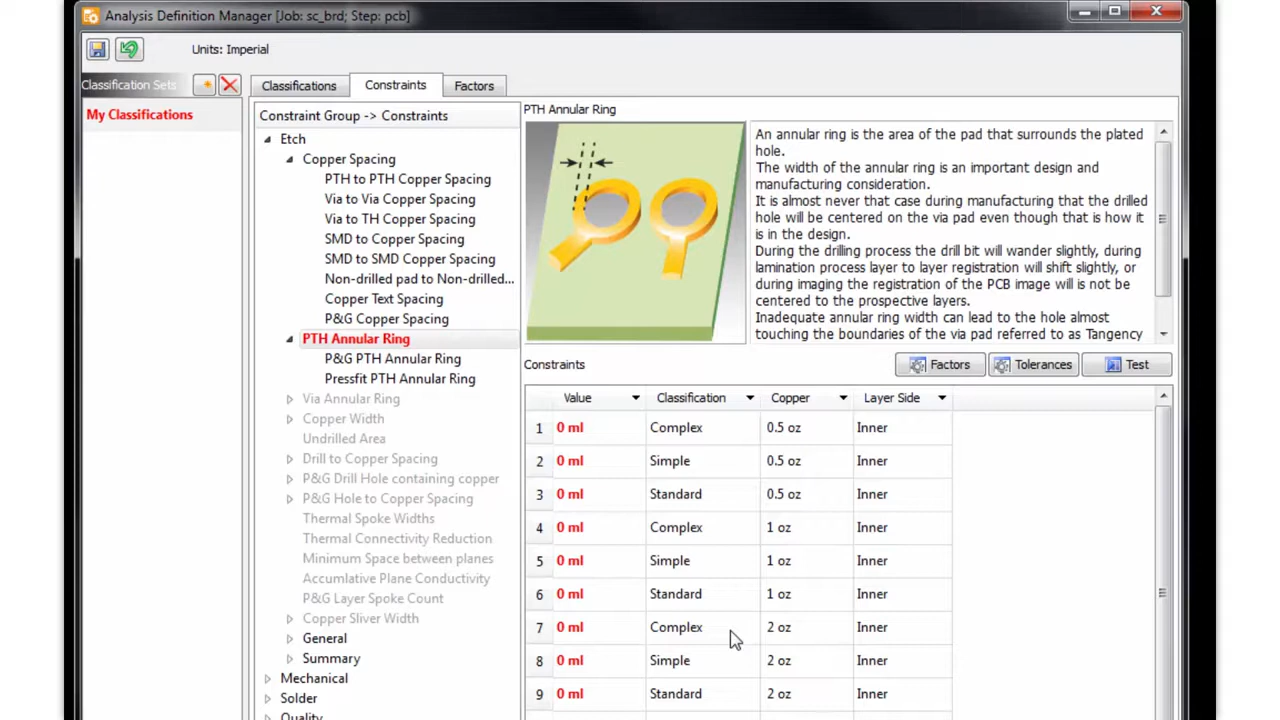 Analysis Definition Manager [Job: sc_brd; Step: pcb]
Units: Imperial
Classification Sets
Classifications
Constraints
Factors
My Classifications
Constraint Group -> Constraints
Etch
Copper Spacing
PTH to PTH Copper Spacing
Via to Via Copper Spacing
Via to TH Copper Spacing
SMD to Copper Spacing
SMD to SMD Copper Spacing
Non-drilled pad to Non-drilled...
Copper Text Spacing
P&G Copper Spacing
PTH Annular Ring
P&G PTH Annular Ring
Pressfit PTH Annular Ring
Via Annular Ring
Copper Width
Undrilled Area
Drill to Copper Spacing
P&G Drill Hole containing copper
P&G Hole to Copper Spacing
Thermal Spoke Widths
Thermal Connectivity Reduction
Minimum Space between planes
Accumlative Plane Conductivity
P&G Layer Spoke Count
Copper Sliver Width
General
Summary
Mechanical
Solder
Quality
PTH Annular Ring
An annular ring is the area of the pad that surrounds the plated
hole.
The width of the annular ring is an important design and
manufacturing consideration.
It is almost never that case during manufacturing that the drilled
hole will be centered on the via pad even though that is how it
is in the design.
During the drilling process the drill bit will wander slightly, during
lamination process layer to layer registration will shift slightly, or
during imaging the registration of the PCB image will is not be
centered to the prospective layers.
Inadequate annular ring width can lead to the hole almost
touching the boundaries of the via pad referred to as Tangency
Constraints
Factors
Tolerances
Test
Value Classification Copper Layer Side
1 0 ml Complex 0.5 oz Inner
2 0 ml Simple 0.5 oz Inner
3 0 ml Standard 0.5 oz Inner
4 0 ml Complex 1 oz Inner
5 0 ml Simple 1 oz Inner
6 0 ml Standard 1 oz Inner
7 0 ml Complex 2 oz Inner
8 0 ml Simple 2 oz Inner
9 0 ml Standard 2 oz Inner